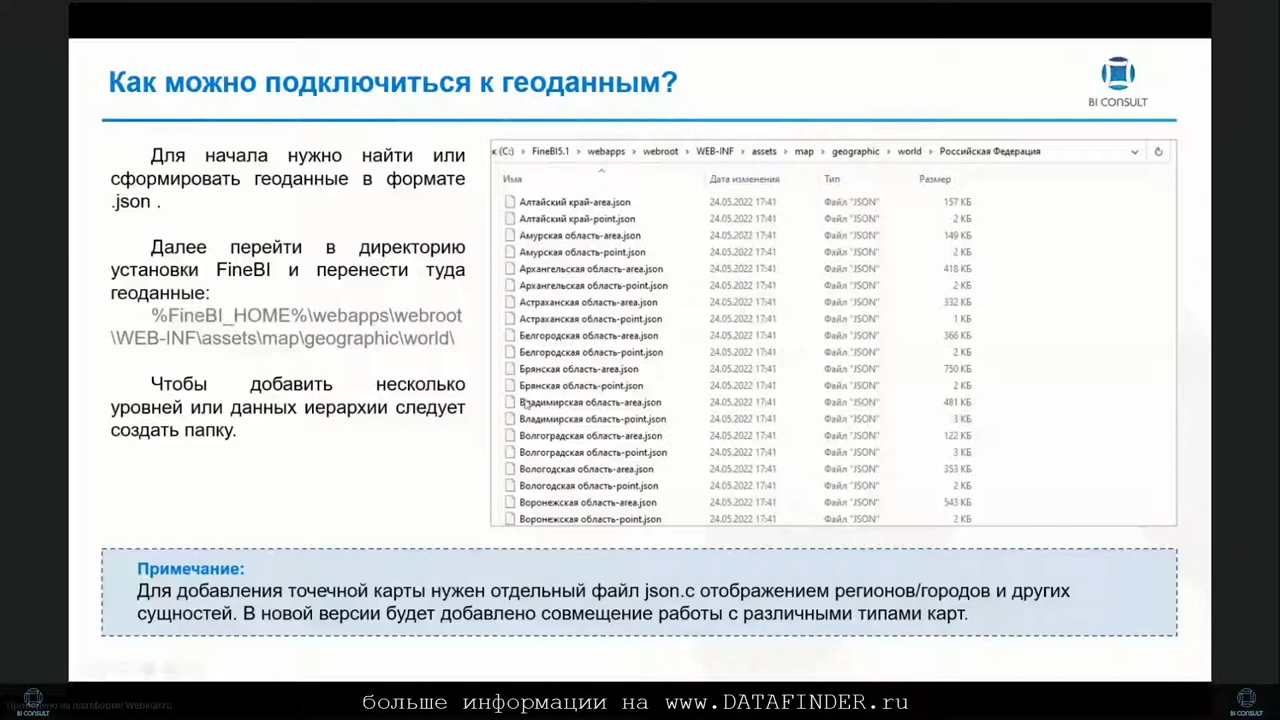 Как можно подключиться к геоданным?
BI CONSULT
Для начала нужно найти или
сформировать геоданные в формате
.json .
Далее перейти в директорию
установки FineBI и перенести туда
геоданные:
%FineBI_HOME%\webapps\webroot
\WEB-INF\assets\map\geographic\world\
Чтобы добавить несколько
уровней или данных иерархии следует
создать папку.
к (C:) › FineBI5.1 › webapps › webroot › WEB-INF › assets › map › geographic › world › Российская Федерация
Имя Дата изменения Тип Размер
Алтайский край-area.json 24.05.2022 17:41 Файл "JSON" 157 КБ
Алтайский край-point.json 24.05.2022 17:41 Файл "JSON" 2 КБ
Амурская область-area.json 24.05.2022 17:41 Файл "JSON" 149 КБ
Амурская область-point.json 24.05.2022 17:41 Файл "JSON" 2 КБ
Архангельская область-area.json 24.05.2022 17:41 Файл "JSON" 418 КБ
Архангельская область-point.json 24.05.2022 17:41 Файл "JSON" 2 КБ
Астраханская область-area.json 24.05.2022 17:41 Файл "JSON" 332 КБ
Астраханская область-point.json 24.05.2022 17:41 Файл "JSON" 1 КБ
Белгородская область-area.json 24.05.2022 17:41 Файл "JSON" 366 КБ
Белгородская область-point.json 24.05.2022 17:41 Файл "JSON" 2 КБ
Брянская область-area.json 24.05.2022 17:41 Файл "JSON" 750 КБ
Брянская область-point.json 24.05.2022 17:41 Файл "JSON" 2 КБ
Владимирская область-area.json 24.05.2022 17:41 Файл "JSON" 481 КБ
Владимирская область-point.json 24.05.2022 17:41 Файл "JSON" 3 КБ
Волгоградская область-area.json 24.05.2022 17:41 Файл "JSON" 122 КБ
Волгоградская область-point.json 24.05.2022 17:41 Файл "JSON" 3 КБ
Вологодская область-area.json 24.05.2022 17:41 Файл "JSON" 353 КБ
Вологодская область-point.json 24.05.2022 17:41 Файл "JSON" 2 КБ
Воронежская область-area.json 24.05.2022 17:41 Файл "JSON" 543 КБ
Воронежская область-point.json 24.05.2022 17:41 Файл "JSON" 2 КБ
Примечание:
Для добавления точечной карты нужен отдельный файл json.с отображением регионов/городов и других
сущностей. В новой версии будет добавлено совмещение работы с различными типами карт.
больше информации на www.DATAFINDER.ru
BI CONSULT
BI CONSULT
на платформе Webinar.ru